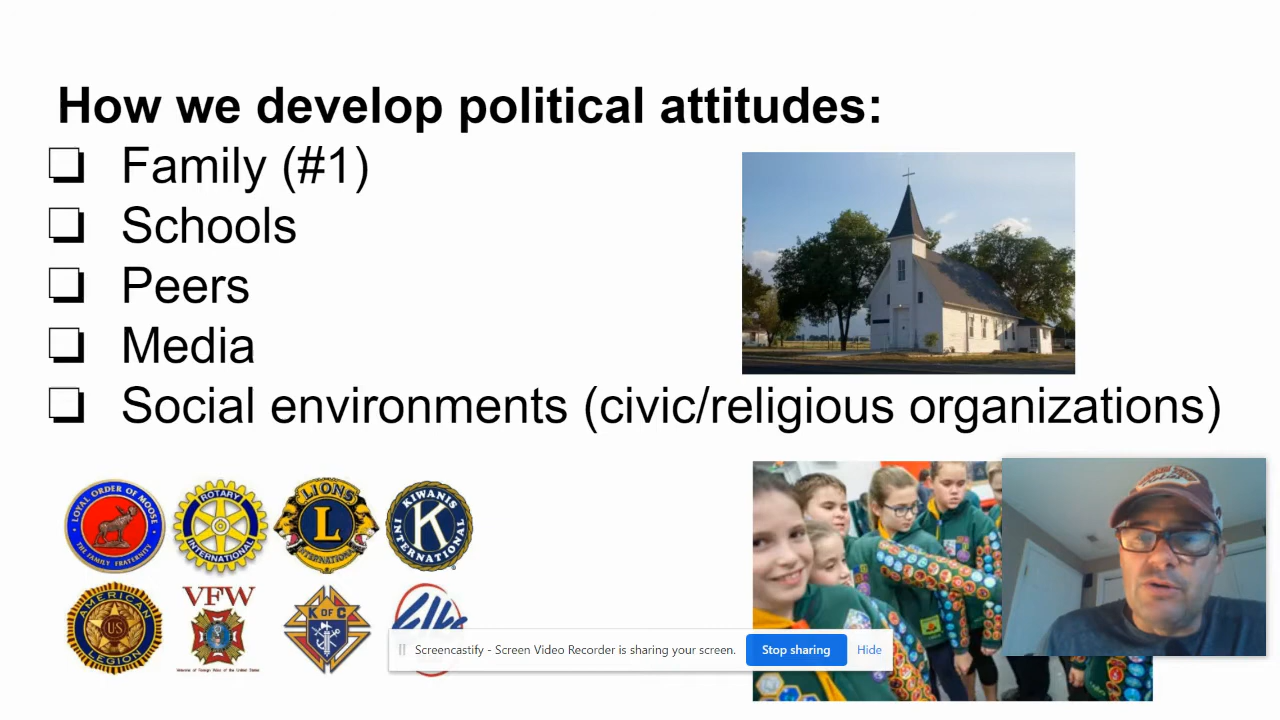 How we develop political attitudes:
❏ Family (#1)
❏ Schools
❏ Peers
❏ Media
❏ Social environments (civic/religious organizations)
LOYAL ORDER OF MOOSE
THE FAMILY FRATERNITY
ROTARY
INTERNATIONAL
LIONS
L
INTERNATIONAL
KIWANIS
K
INTERNATIONAL
AMERICAN
US
LEGION
VFW
K OF C
Elks
Screencastify - Screen Video Recorder is sharing your screen.
Stop sharing
Hide